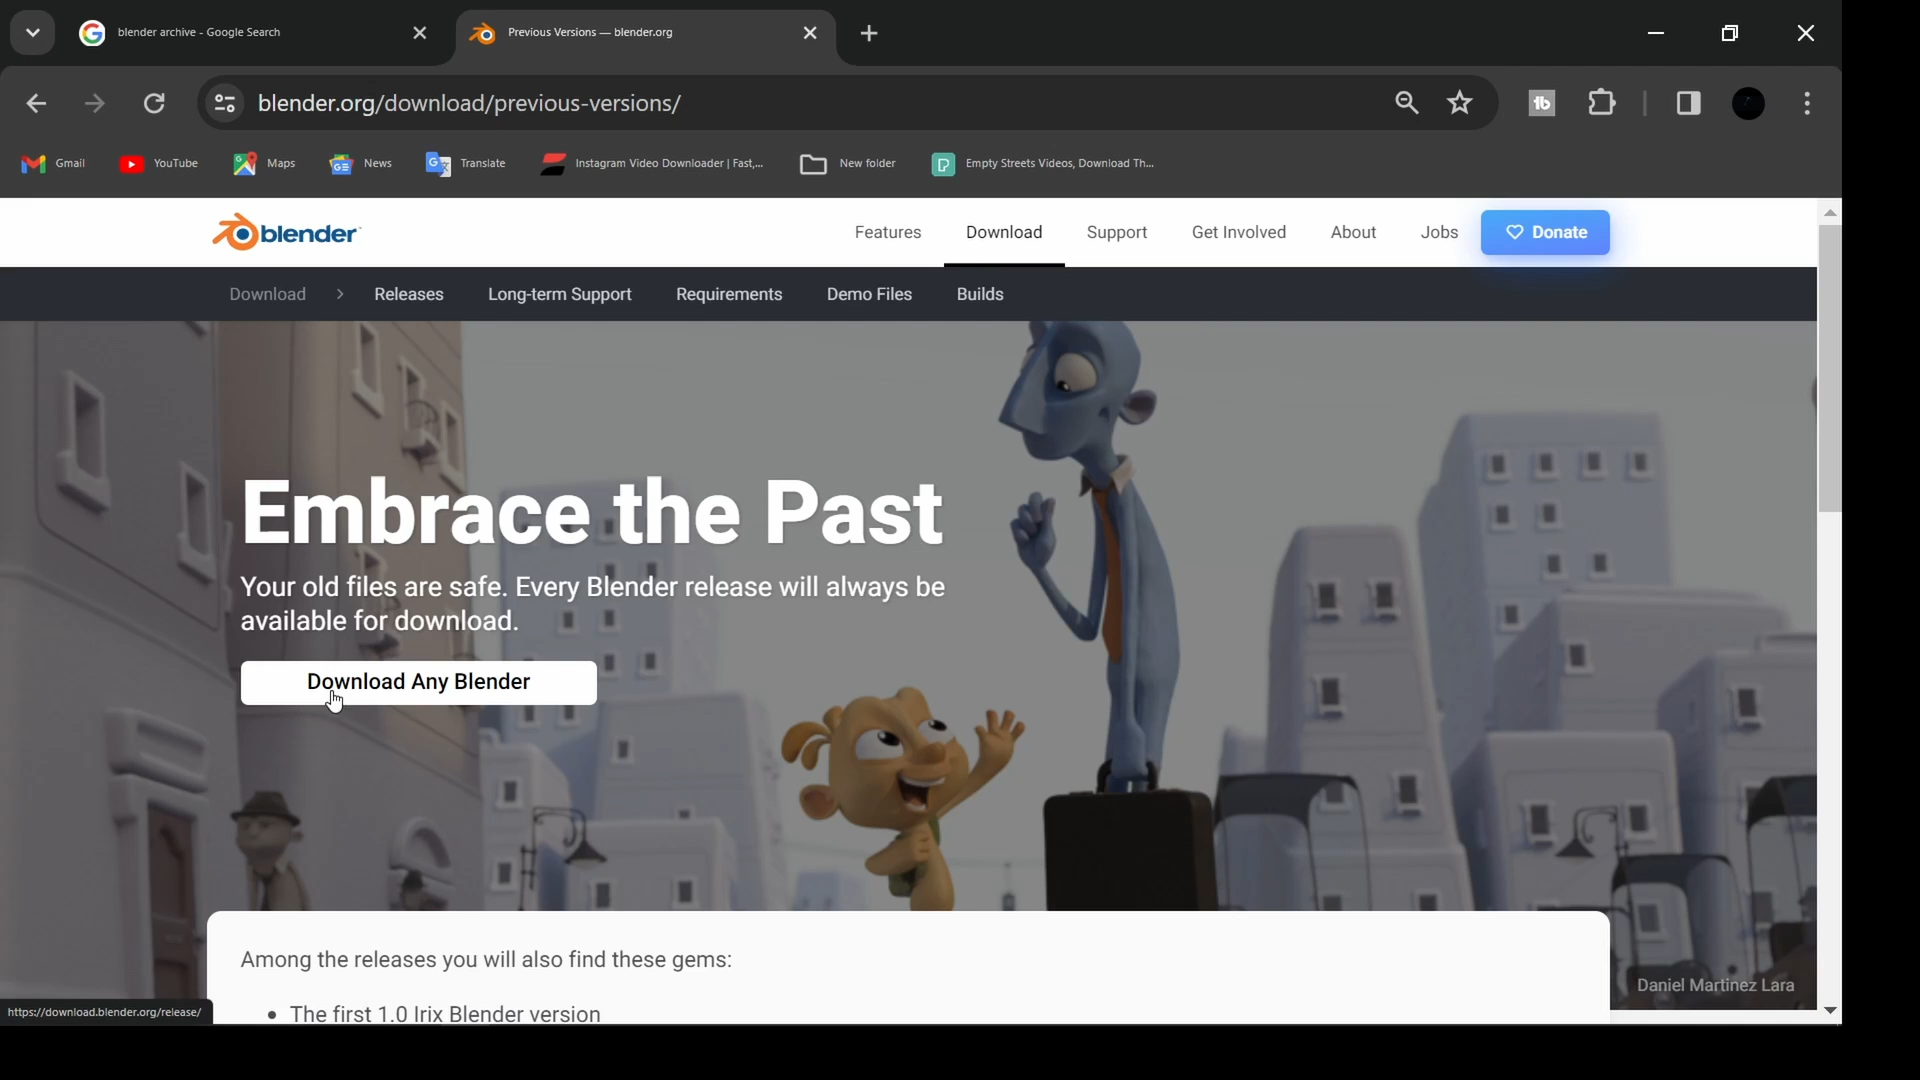 blender archive - Google Search
Previous Versions — blender.org
blender.org/download/previous-versions/
tb
Gmail
YouTube
Maps
News
Translate
Instagram Video Downloader | Fast,...
New folder
Empty Streets Videos, Download Th...
blender
Features
Download
Support
Get Involved
About
Jobs
Donate
Download
Releases
Long-term Support
Requirements
Demo Files
Builds
Embrace the Past
Your old files are safe. Every Blender release will always be
available for download.
Download Any Blender
Among the releases you will also find these gems:
• The first 1.0 Irix Blender version
Daniel Martinez Lara
https://download.blender.org/release/